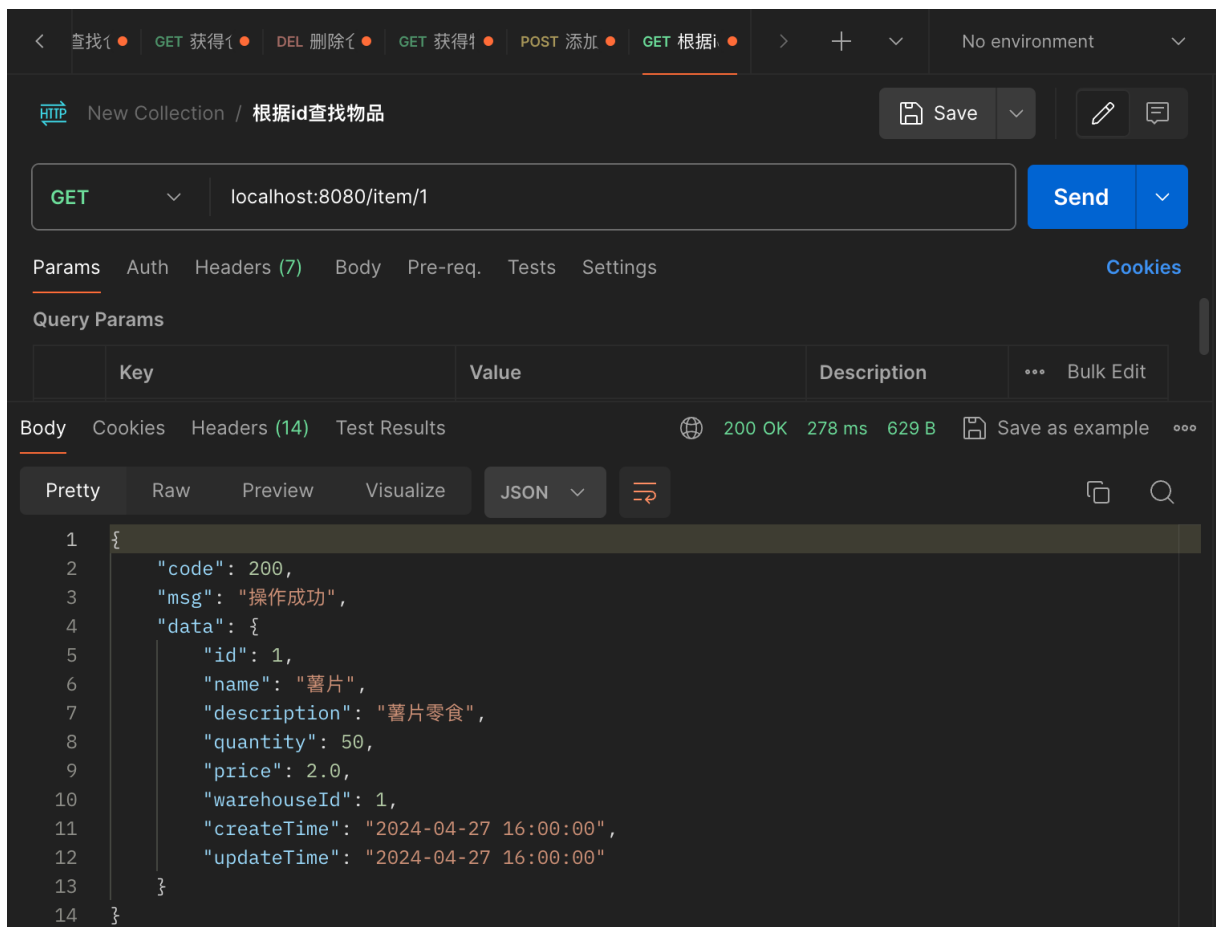 查找 GET 获得 DEL 删除 GET 获得 POST 添加 GET 根据i No environment
HTTP New Collection / 根据id查找物品 Save
GET localhost:8080/item/1 Send
Params Auth Headers (7) Body Pre-req. Tests Settings Cookies
Query Params
Key Value Description Bulk Edit
Body Cookies Headers (14) Test Results 200 OK 278 ms 629 B Save as example
Pretty Raw Preview Visualize JSON
1 {
2 "code": 200,
3 "msg": "操作成功",
4 "data": {
5 "id": 1,
6 "name": "薯片",
7 "description": "薯片零食",
8 "quantity": 50,
9 "price": 2.0,
10 "warehouseId": 1,
11 "createTime": "2024-04-27 16:00:00",
12 "updateTime": "2024-04-27 16:00:00"
13 }
14 }